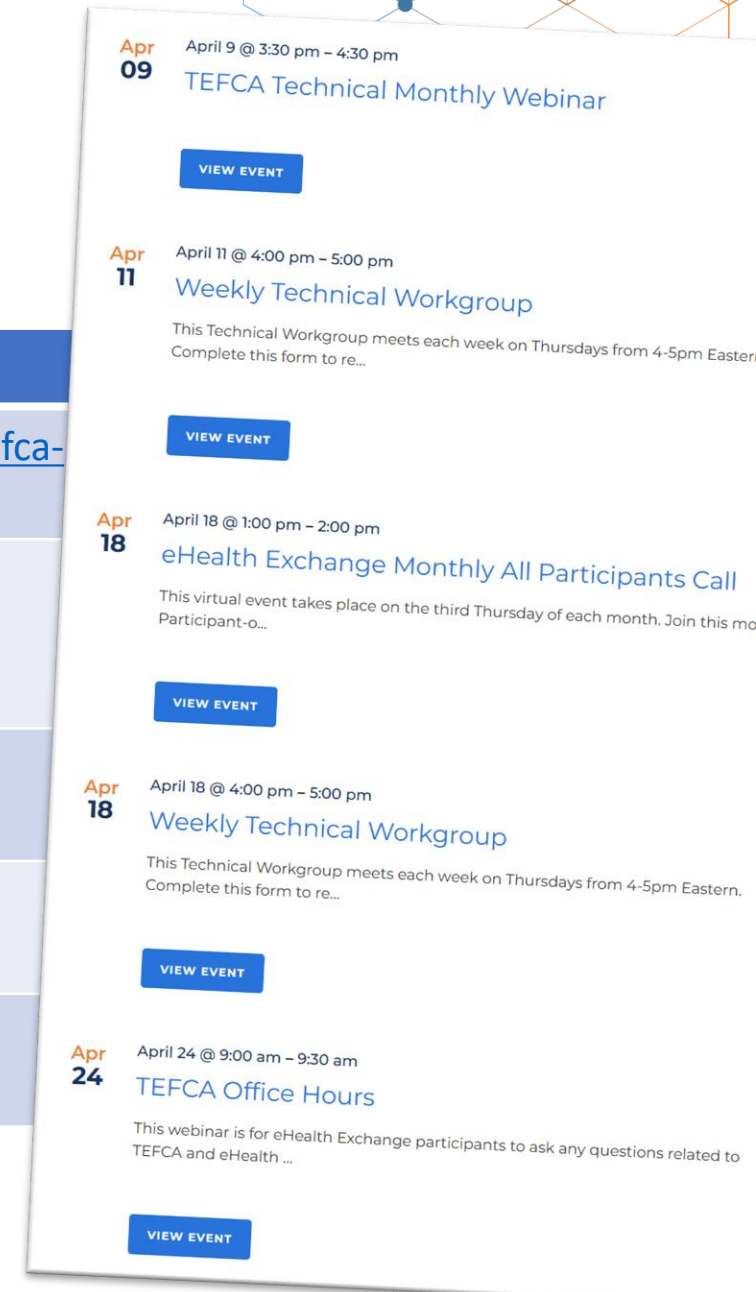 Apr
09
April 9 @ 3:30 pm – 4:30 pm
TEFCA Technical Monthly Webinar
VIEW EVENT
Apr
11
April 11 @ 4:00 pm – 5:00 pm
Weekly Technical Workgroup
This Technical Workgroup meets each week on Thursdays from 4-5pm Eastern
Complete this form to re...
VIEW EVENT
fca-
Apr
18
April 18 @ 1:00 pm – 2:00 pm
eHealth Exchange Monthly All Participants Call
This virtual event takes place on the third Thursday of each month. Join this mo
Participant-o...
VIEW EVENT
Apr
18
April 18 @ 4:00 pm – 5:00 pm
Weekly Technical Workgroup
This Technical Workgroup meets each week on Thursdays from 4-5pm Eastern.
Complete this form to re...
VIEW EVENT
Apr
24
April 24 @ 9:00 am – 9:30 am
TEFCA Office Hours
This webinar is for eHealth Exchange participants to ask any questions related to
TEFCA and eHealth ...
VIEW EVENT